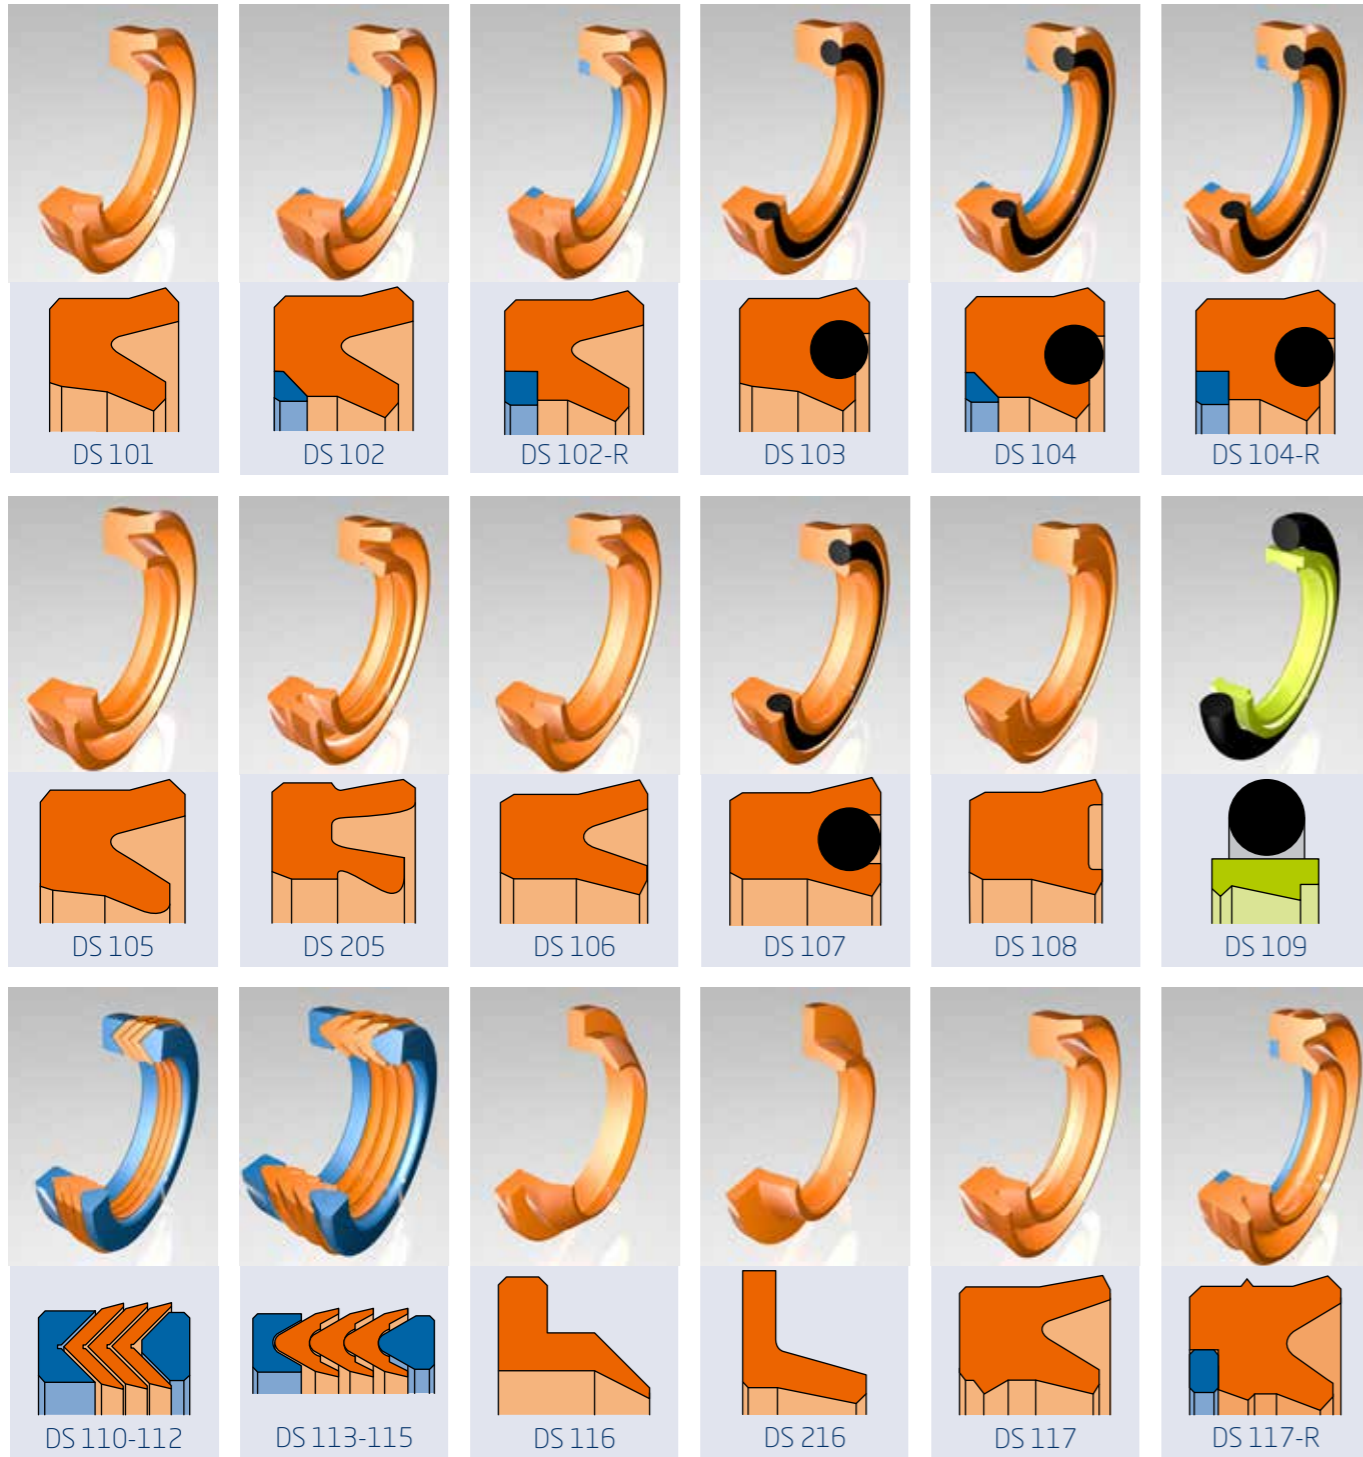 DS 101
DS 102
DS 102-R
DS 103
DS 104
DS 104-R
DS 105
DS 205
DS 106
DS 107
DS 108
DS 109
DS 110-112
DS 113-115
DS 116
DS 216
DS 117
DS 117-R